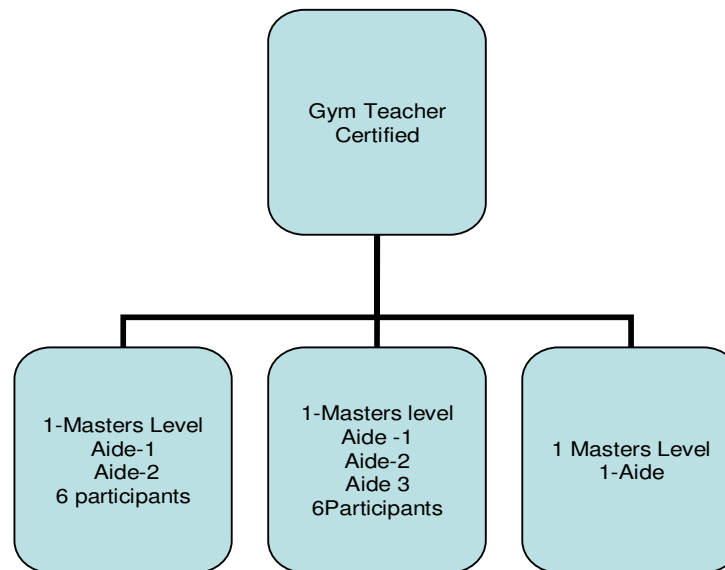 Gym Teacher
Certified
1-Masters Level
Aide-1
Aide-2
6 participants
1-Masters level
Aide -1
Aide-2
Aide 3
6Participants
1 Masters Level
1-Aide